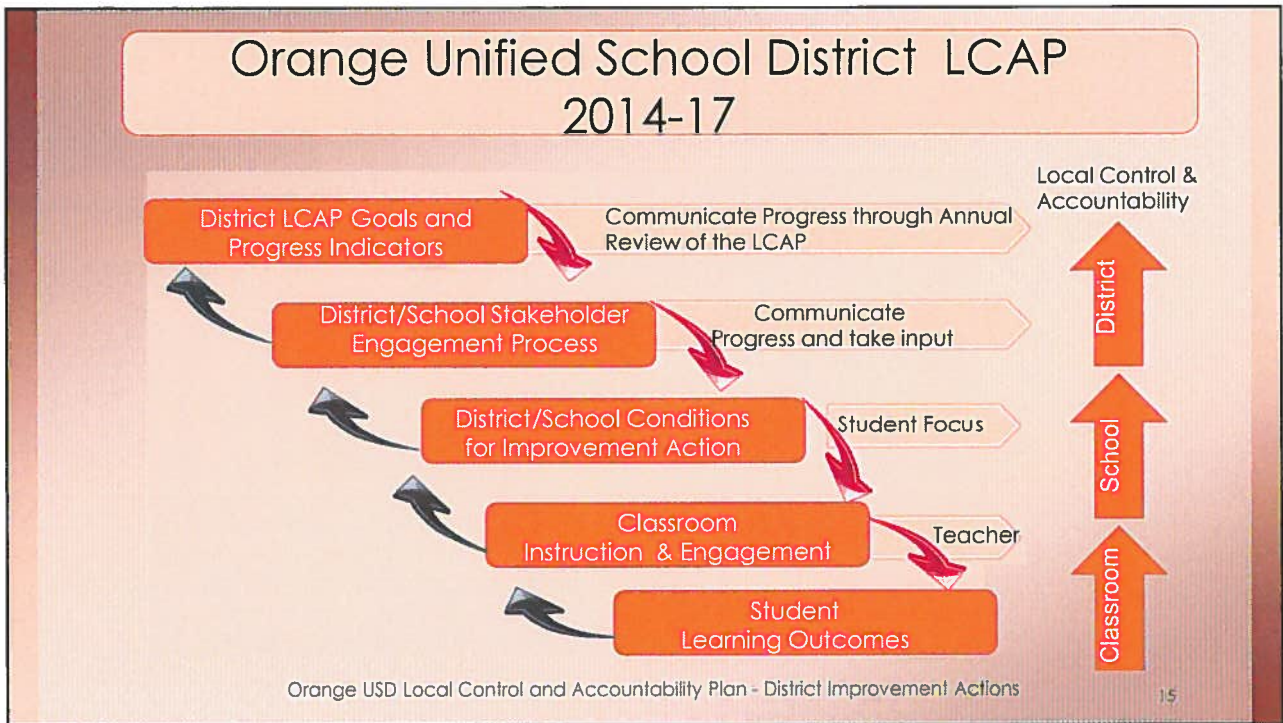 Orange Unified School District LCAP
2014-17
Local Control &
Accountability
District LCAP Goals and
Progress Indicators
Communicate Progress through Annual
Review of the LCAP
District
District/School Stakeholder
Engagement Process
Communicate
Progress and take input
District/School Conditions
for Improvement Action
Student Focus
School
Classroom
Instruction & Engagement
Teacher
Student
Learning Outcomes
Classroom
Orange USD Local Control and Accountability Plan - District Improvement Actions
15